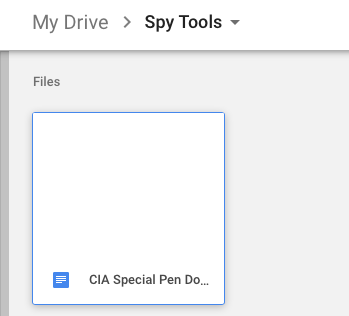 My Drive > Spy Tools
Files
CIA Special Pen Do...